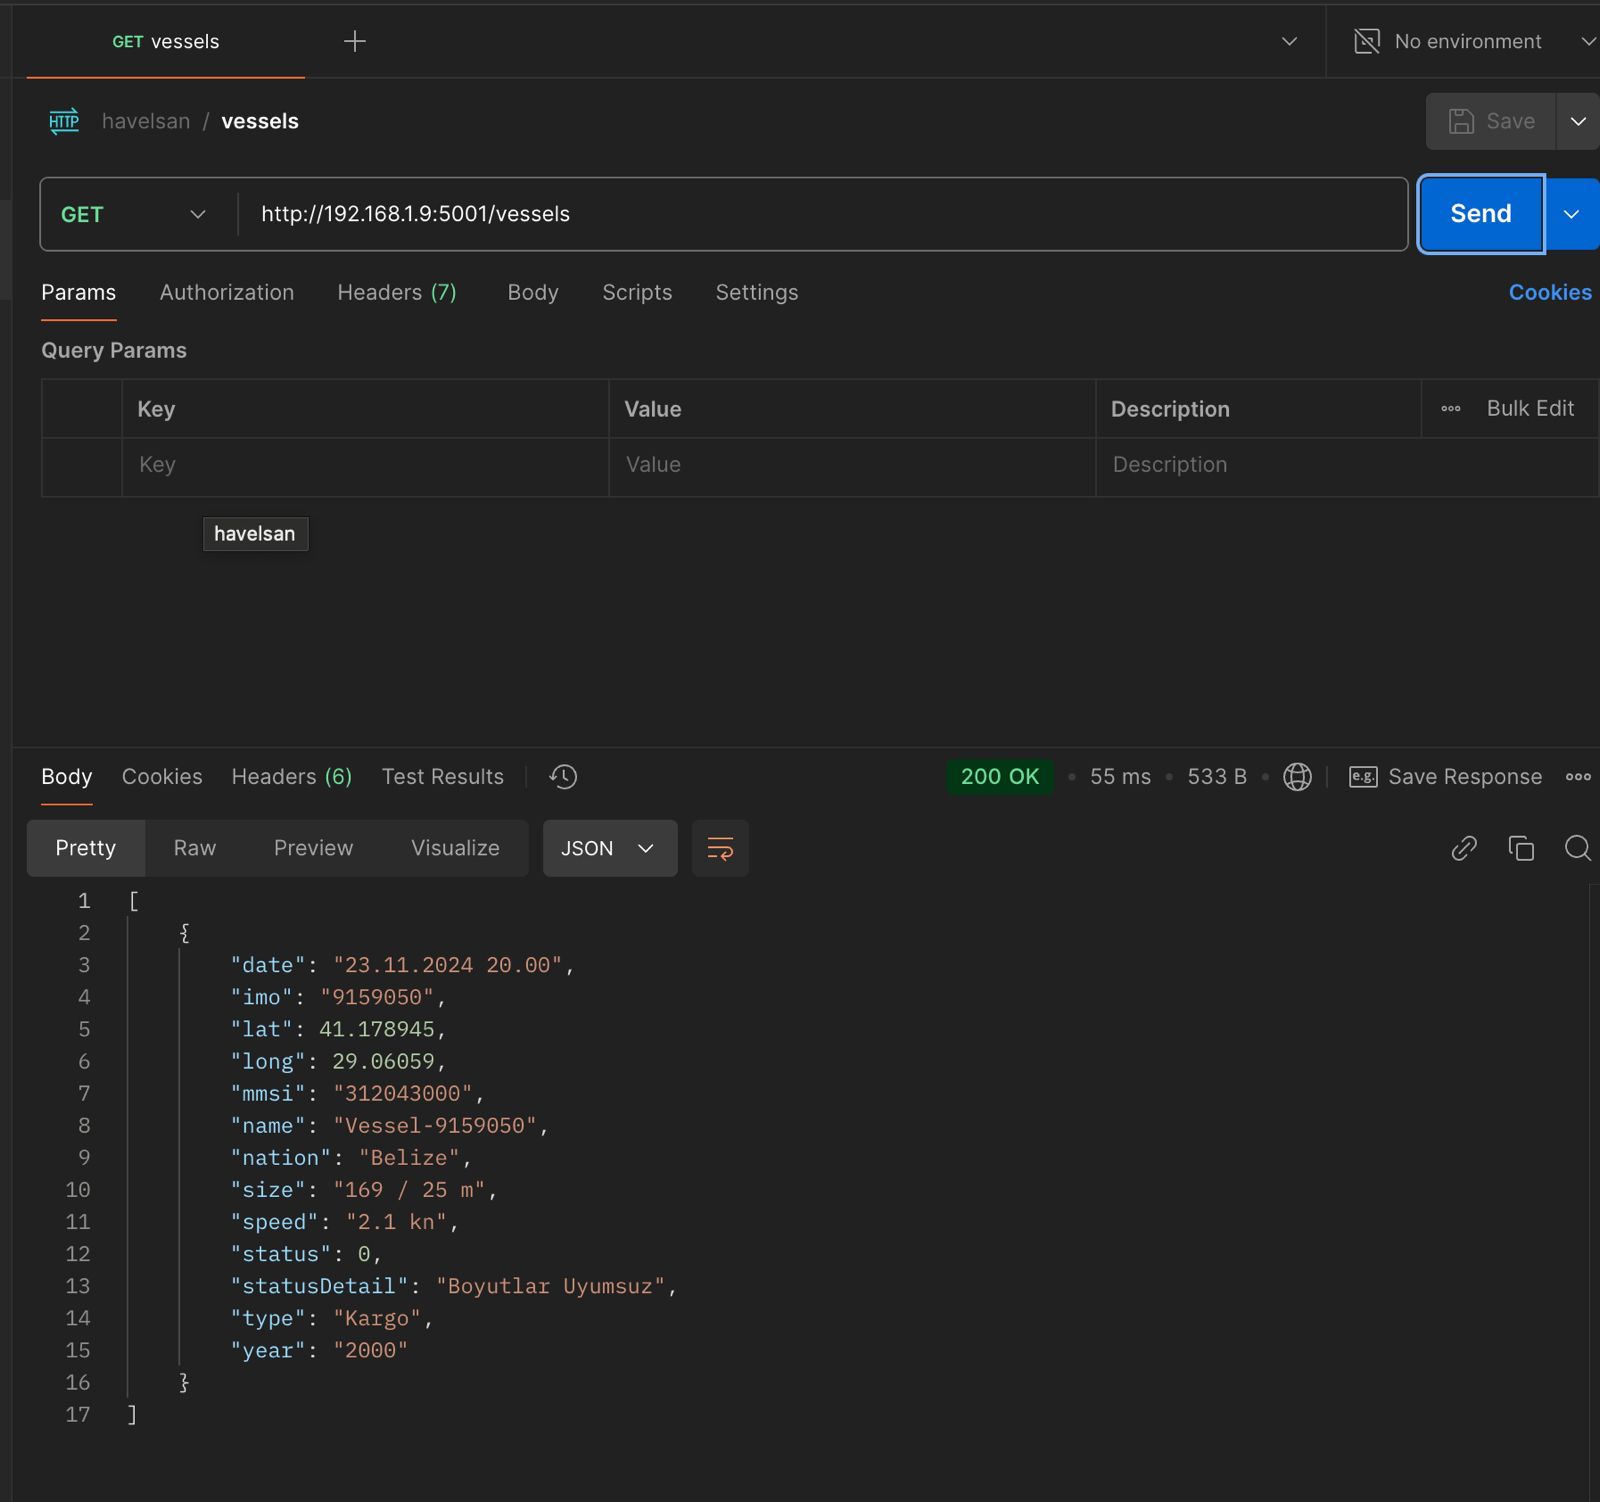 GET vessels
No environment
HTTP havelsan / vessels
Save
GET http://192.168.1.9:5001/vessels
Send
Params Authorization Headers (7) Body Scripts Settings Cookies
Query Params
Key Value Description Bulk Edit
Key Value Description
havelsan
Body Cookies Headers (6) Test Results 200 OK 55 ms 533 B e.g. Save Response
Pretty Raw Preview Visualize JSON
1 [
2 {
3 "date": "23.11.2024 20.00",
4 "imo": "9159050",
5 "lat": 41.178945,
6 "long": 29.06059,
7 "mmsi": "312043000",
8 "name": "Vessel-9159050",
9 "nation": "Belize",
10 "size": "169 / 25 m",
11 "speed": "2.1 kn",
12 "status": 0,
13 "statusDetail": "Boyutlar Uyumsuz",
14 "type": "Kargo",
15 "year": "2000"
16 }
17 ]